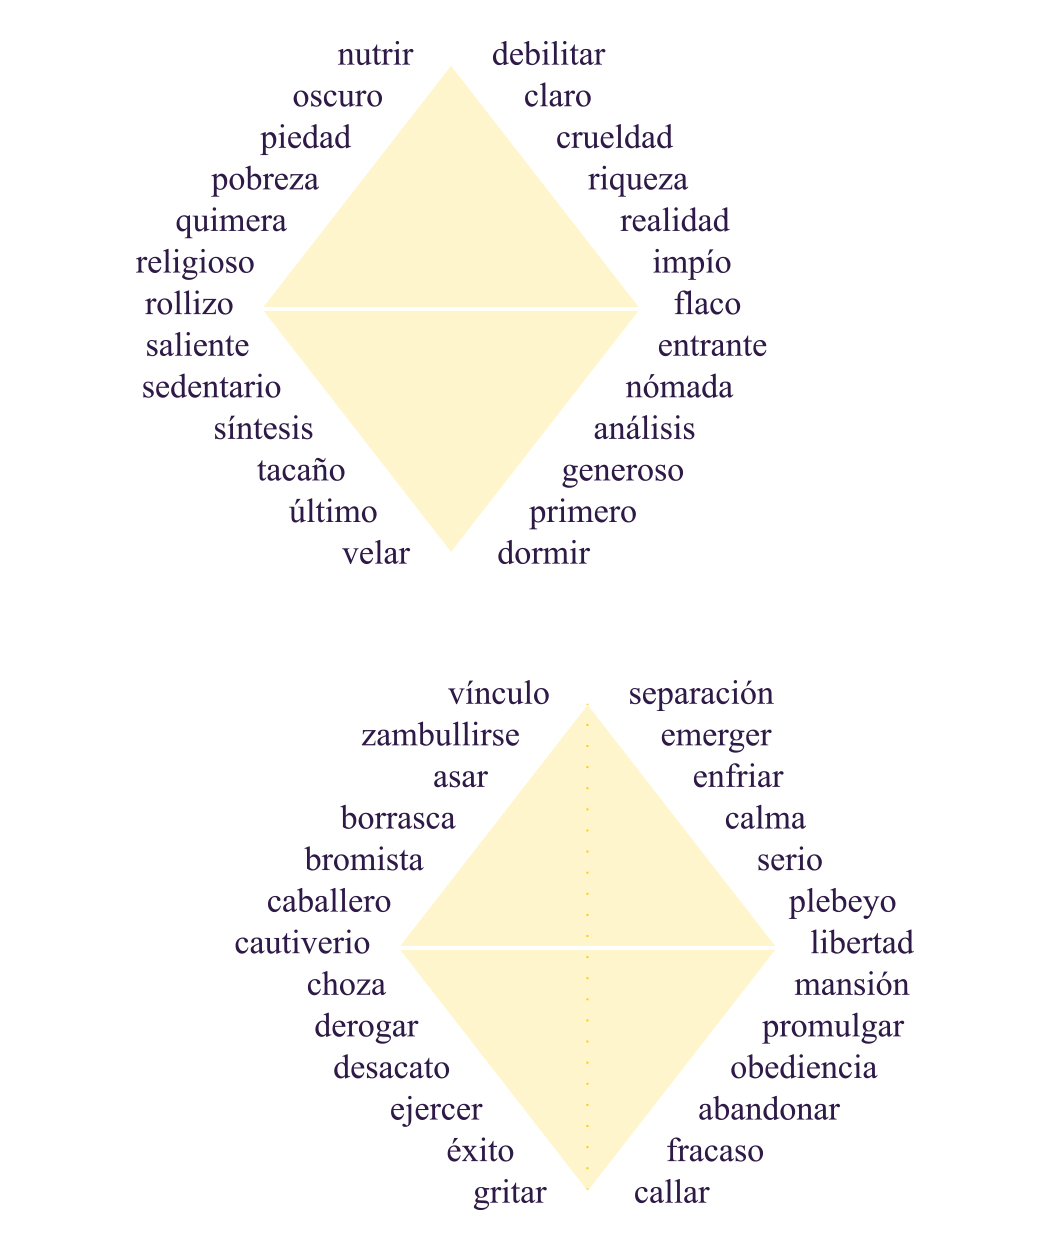 nutrir debilitar
oscuro claro
piedad crueldad
pobreza riqueza
quimera realidad
religioso impío
rollizo flaco
saliente entrante
sedentario nómada
síntesis análisis
tacaño generoso
último primero
velar dormir
vínculo separación
zambullirse emerger
asar enfriar
borrasca calma
bromista serio
caballero plebeyo
cautiverio libertad
choza mansión
derogar promulgar
desacato obediencia
ejercer abandonar
éxito fracaso
gritar callar